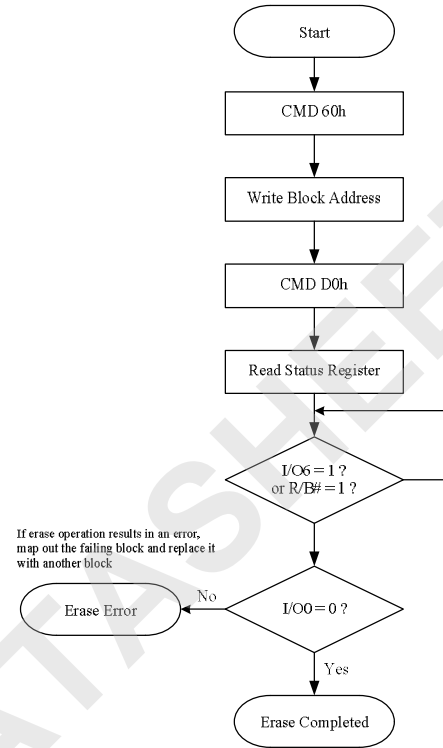 Start
CMD 60h
Write Block Address
CMD D0h
Read Status Register
I/O6 = 1 ?
or R/B# = 1 ?
If erase operation results in an error,
map out the failing block and replace it
with another block
No
Erase Error
I/O0 = 0 ?
Yes
Erase Completed
ATASHEET